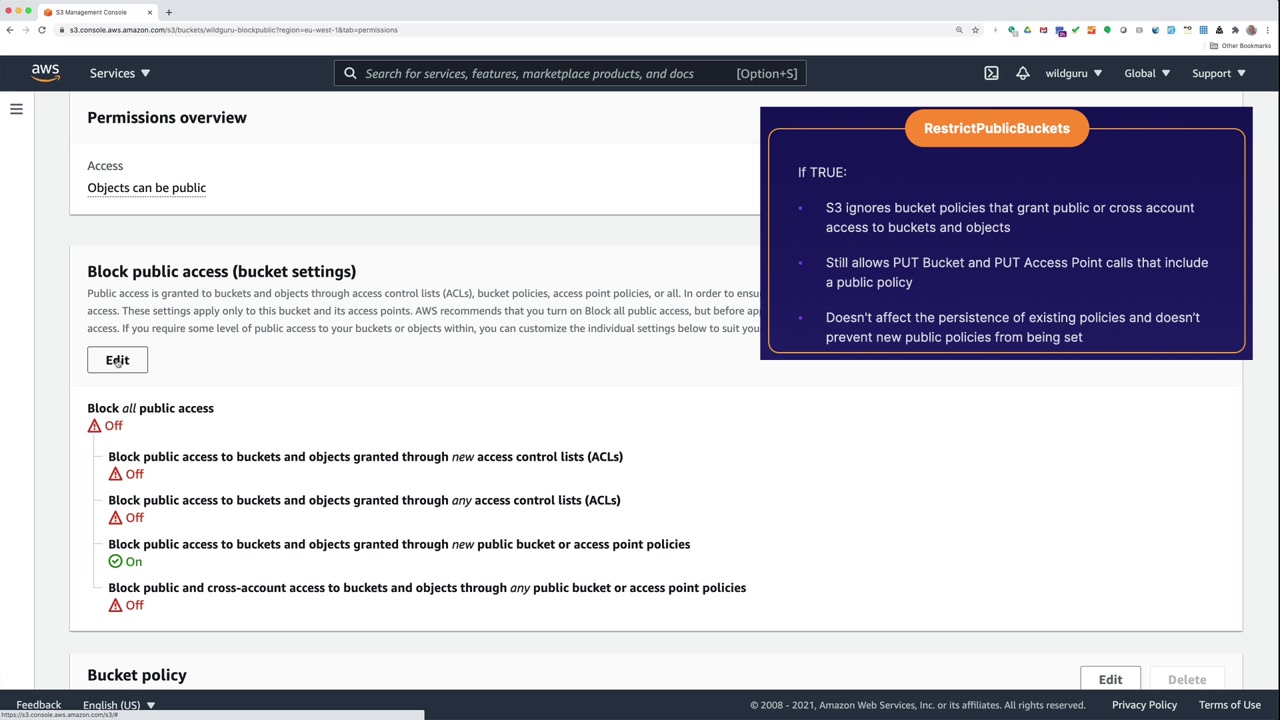 S3 Management Console
s3.console.aws.amazon.com/s3/buckets/wildguru-blockpublic?region=eu-west-1&tab=permissions
Other Bookmarks
aws
Services
Search for services, features, marketplace products, and docs
[Option+S]
wildguru
Global
Support
Permissions overview
Access
Objects can be public
RestrictPublicBuckets
If TRUE:
• S3 ignores bucket policies that grant public or cross account
access to buckets and objects
• Still allows PUT Bucket and PUT Access Point calls that include
a public policy
• Doesn't affect the persistence of existing policies and doesn't
prevent new public policies from being set
Block public access (bucket settings)
Public access is granted to buckets and objects through access control lists (ACLs), bucket policies, access point policies, or all. In order to ensu
access. These settings apply only to this bucket and its access points. AWS recommends that you turn on Block all public access, but before ap
access. If you require some level of public access to your buckets or objects within, you can customize the individual settings below to suit you
Edit
Block all public access
Off
Block public access to buckets and objects granted through new access control lists (ACLs)
Off
Block public access to buckets and objects granted through any access control lists (ACLs)
Off
Block public access to buckets and objects granted through new public bucket or access point policies
On
Block public and cross-account access to buckets and objects through any public bucket or access point policies
Off
Bucket policy
Edit
Delete
Feedback
English (US)
© 2008 - 2021, Amazon Web Services, Inc. or its affiliates. All rights reserved.
Privacy Policy
Terms of Use
https://s3.console.aws.amazon.com/s3/#